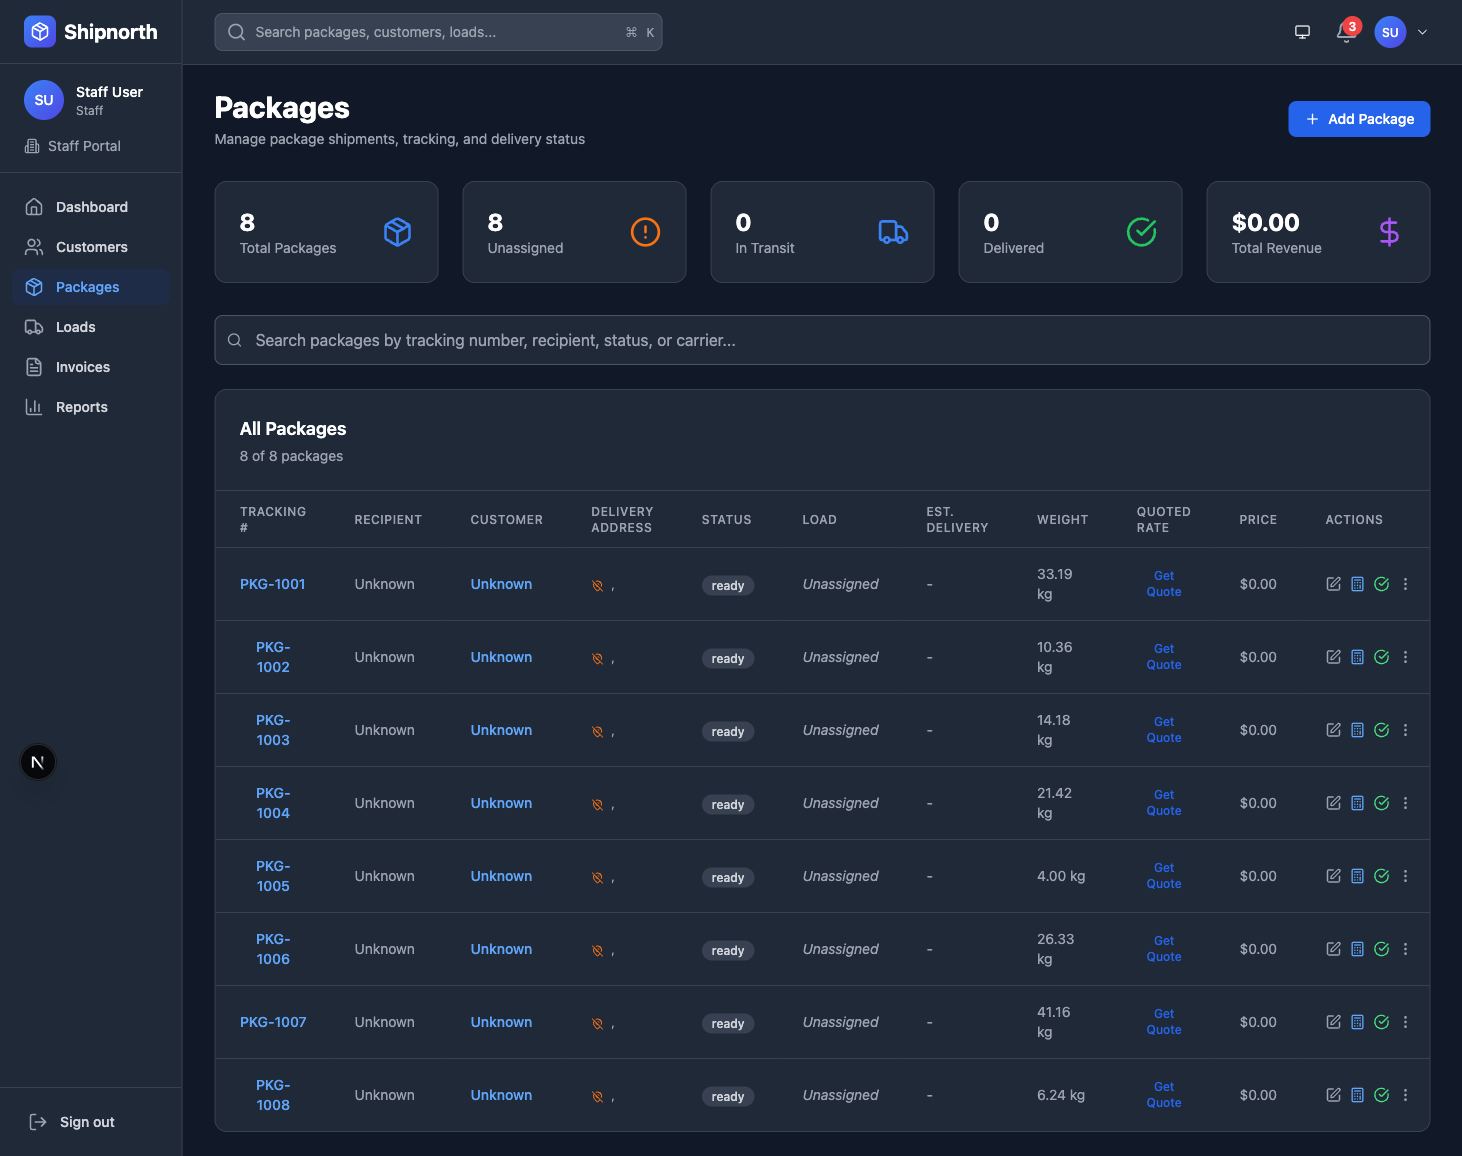 Shipnorth
Search packages, customers, loads...
⌘ K
3
SU
SU
Staff User
Staff
Staff Portal
Dashboard
Customers
Packages
Loads
Invoices
Reports
N
Sign out
Packages
Manage package shipments, tracking, and delivery status
+ Add Package
8
Total Packages
8
Unassigned
0
In Transit
0
Delivered
$0.00
Total Revenue
Search packages by tracking number, recipient, status, or carrier...
All Packages
8 of 8 packages
TRACKING
#
RECIPIENT
CUSTOMER
DELIVERY
ADDRESS
STATUS
LOAD
EST.
DELIVERY
WEIGHT
QUOTED
RATE
PRICE
ACTIONS
PKG-1001
Unknown
Unknown
,
ready
Unassigned
-
33.19
kg
Get
Quote
$0.00
PKG-
1002
Unknown
Unknown
,
ready
Unassigned
-
10.36
kg
Get
Quote
$0.00
PKG-
1003
Unknown
Unknown
,
ready
Unassigned
-
14.18
kg
Get
Quote
$0.00
PKG-
1004
Unknown
Unknown
,
ready
Unassigned
-
21.42
kg
Get
Quote
$0.00
PKG-
1005
Unknown
Unknown
,
ready
Unassigned
-
4.00 kg
Get
Quote
$0.00
PKG-
1006
Unknown
Unknown
,
ready
Unassigned
-
26.33
kg
Get
Quote
$0.00
PKG-1007
Unknown
Unknown
,
ready
Unassigned
-
41.16
kg
Get
Quote
$0.00
PKG-
1008
Unknown
Unknown
,
ready
Unassigned
-
6.24 kg
Get
Quote
$0.00